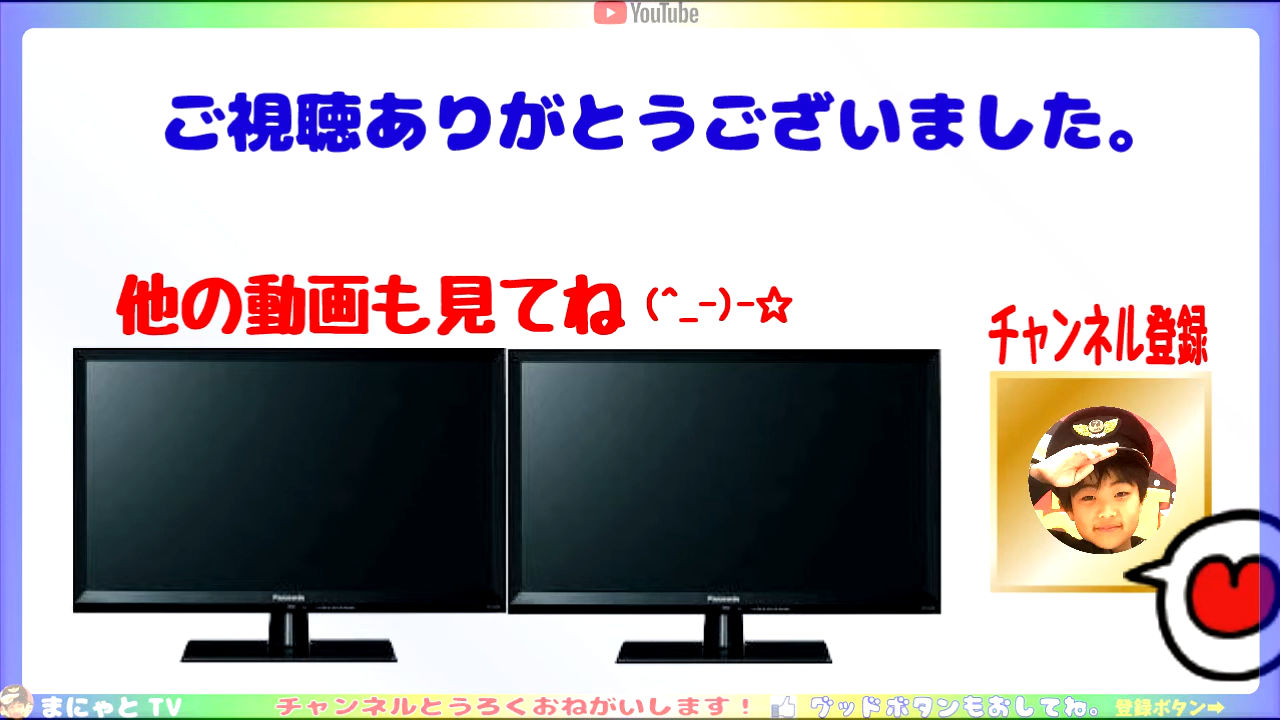 YouTube
ご視聴ありがとうございました。
他の動画も見てね (^_-)-☆
チャンネル登録
Panasonic
Panasonic
まにゃと TV
チャンネルとうろくおねがいします！
グッドボタンもおしてね。
登録ボタン➡